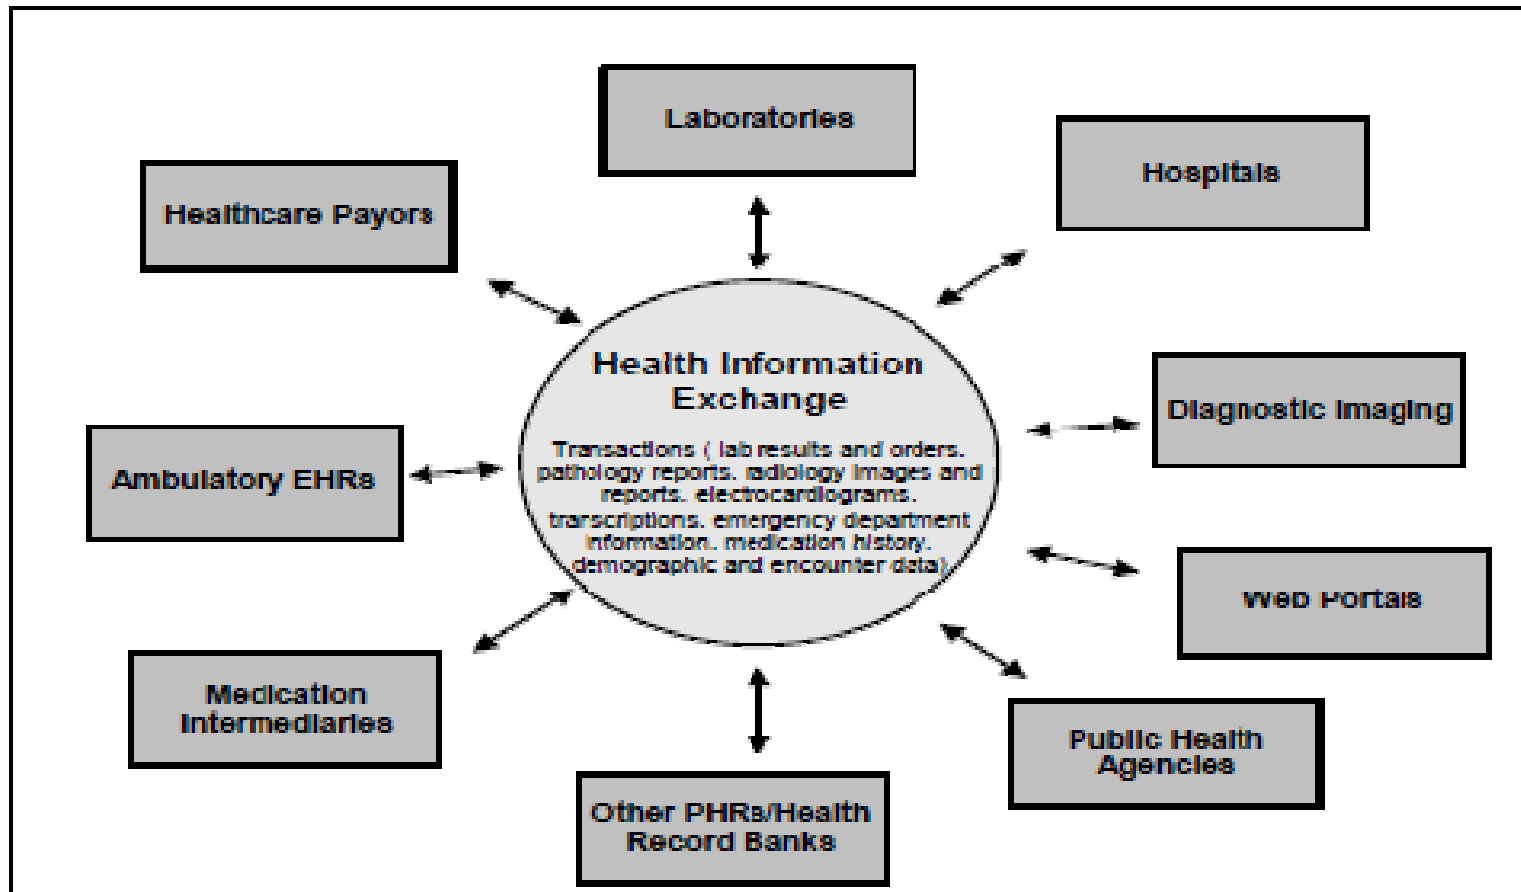 Laboratories
Hospitals
Healthcare Payors
Health Information
Exchange
Transactions ( lab results and orders,
pathology reports, radiology images and
reports, electrocardiograms,
transcriptions, emergency department
information, medication history,
demographic and encounter data)
Diagnostic Imaging
Ambulatory EHRs
Web Portals
Medication
Intermediaries
Public Health
Agencies
Other PHRs/Health
Record Banks